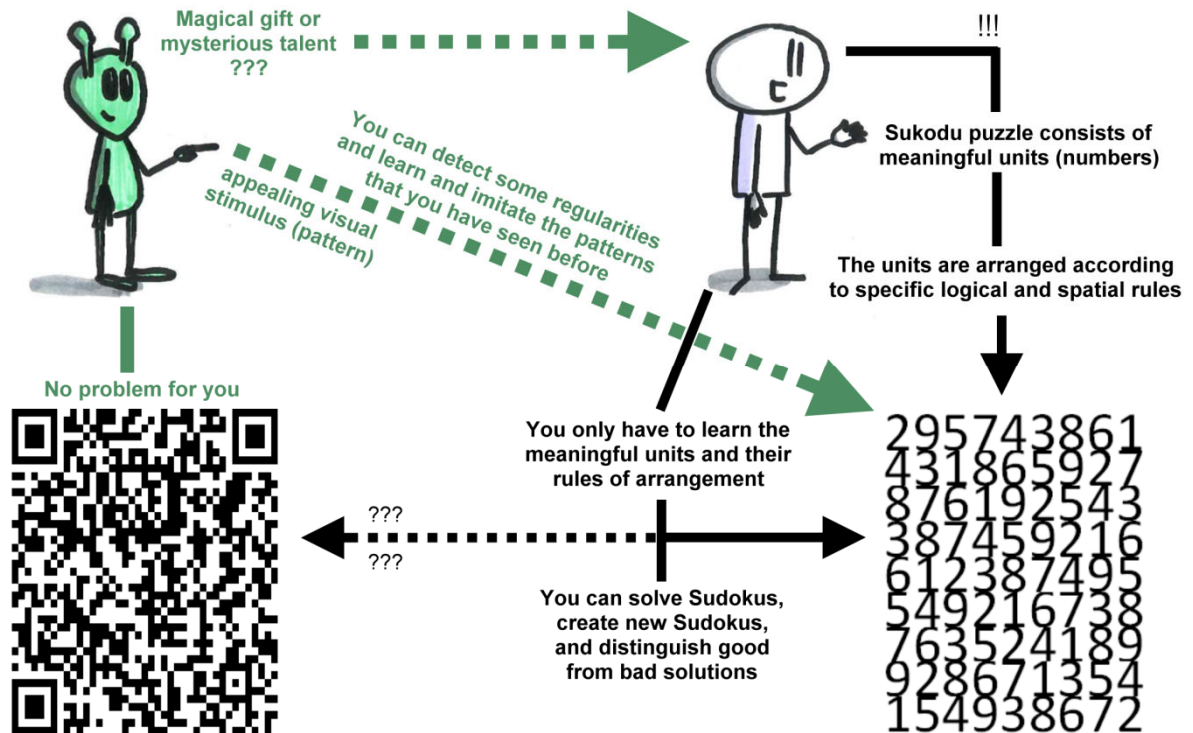 Magical gift or
mysterious talent
???
!!!
Sukodu puzzle consists of
meaningful units (numbers)
You can detect some regularities
and learn and imitate the patterns
that you have seen before
appealing visual
stimulus (pattern)
The units are arranged according
to specific logical and spatial rules
No problem for you
You only have to learn the
meaningful units and their
rules of arrangement
???
???
You can solve Sudokus,
create new Sudokus,
and distinguish good
from bad solutions
295743861
431865927
876192543
387459216
612387495
549216738
763524189
928671354
154938672